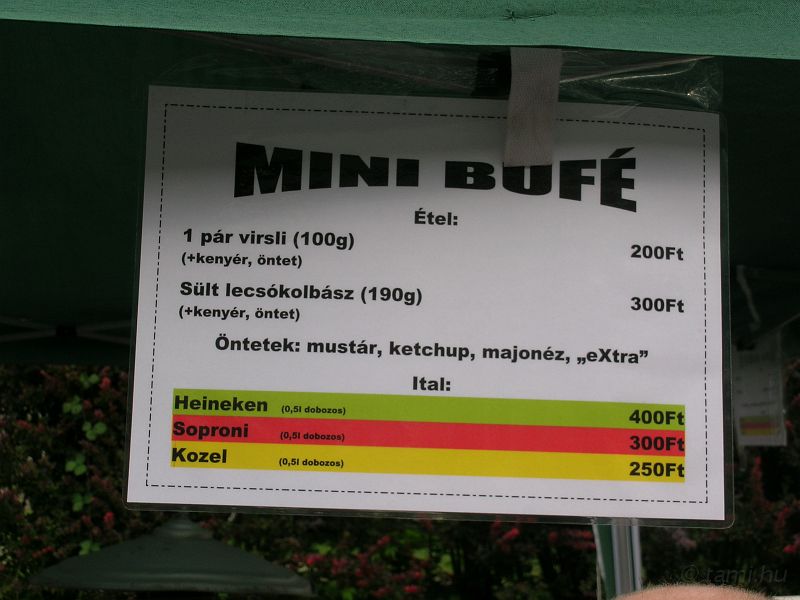 MINI BÜFÉ
Étel:
1 pár virsli (100g) 200Ft
(+kenyér, öntet)
Sült lecsókolbász (190g) 300Ft
(+kenyér, öntet)
Öntetek: mustár, ketchup, majonéz, „eXtra”
Ital:
Heineken (0,5l dobozos) 400Ft
Soproni (0,5l dobozos) 300Ft
Kozel (0,5l dobozos) 250Ft
© tami.hu